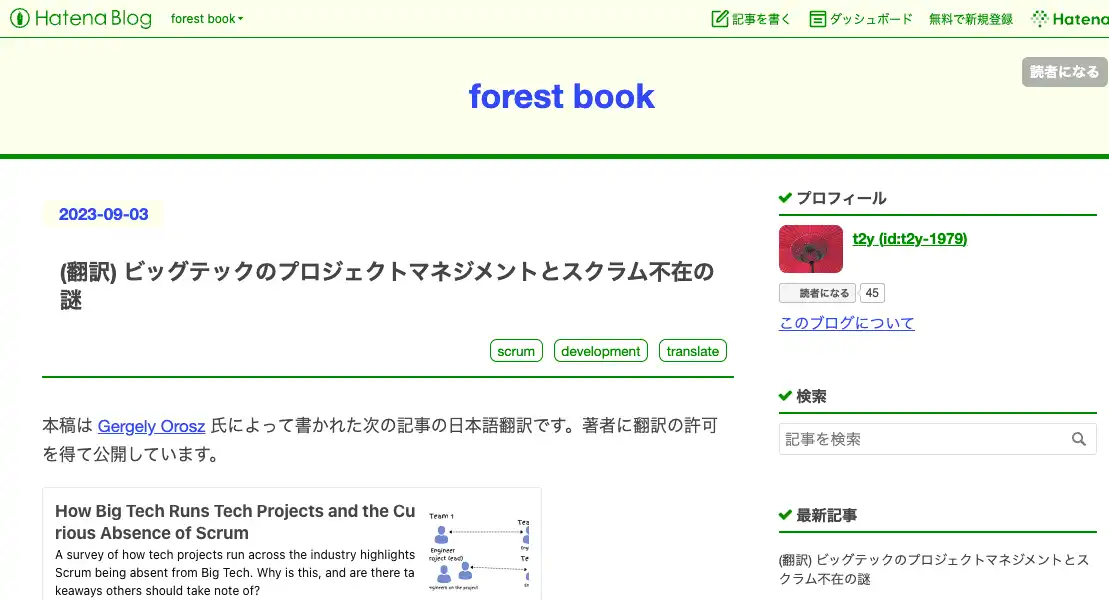 Hatena Blog
forest book
記事を書く
ダッシュボード
無料で新規登録
Hatena
読者になる
forest book
2023-09-03
(翻訳) ビッグテックのプロジェクトマネジメントとスクラム不在の
謎
scrum
development
translate
本稿は Gergely Orosz 氏によって書かれた次の記事の日本語翻訳です。著者に翻訳の許可
を得て公開しています。
How Big Tech Runs Tech Projects and the Cu
rious Absence of Scrum
A survey of how tech projects run across the industry highlights
Scrum being absent from Big Tech. Why is this, and are there ta
keaways others should take note of?
Team 1
Tea
Engineer
roject (lead)
Te
ngineers on the project
プロフィール
t2y (id:t2y-1979)
読者になる 45
このブログについて
検索
記事を検索
最新記事
(翻訳) ビッグテックのプロジェクトマネジメントとス
クラム不在の謎